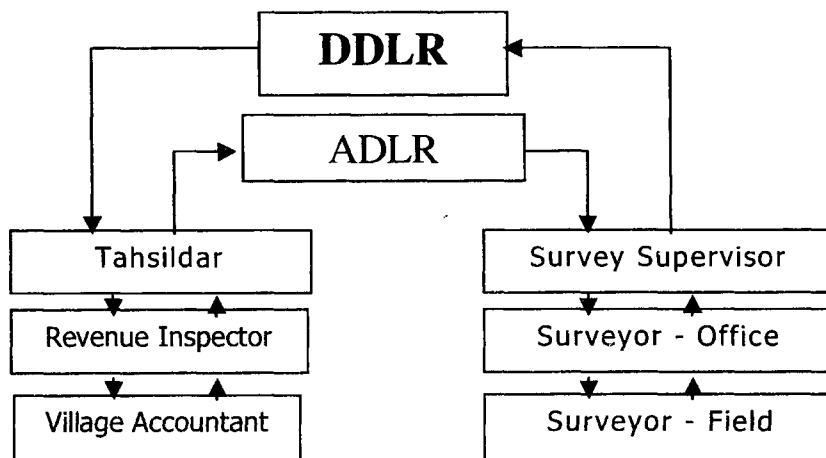 DDLR
ADLR
Tahsildar
Survey Supervisor
Revenue Inspector
Surveyor - Office
Village Accountant
Surveyor - Field